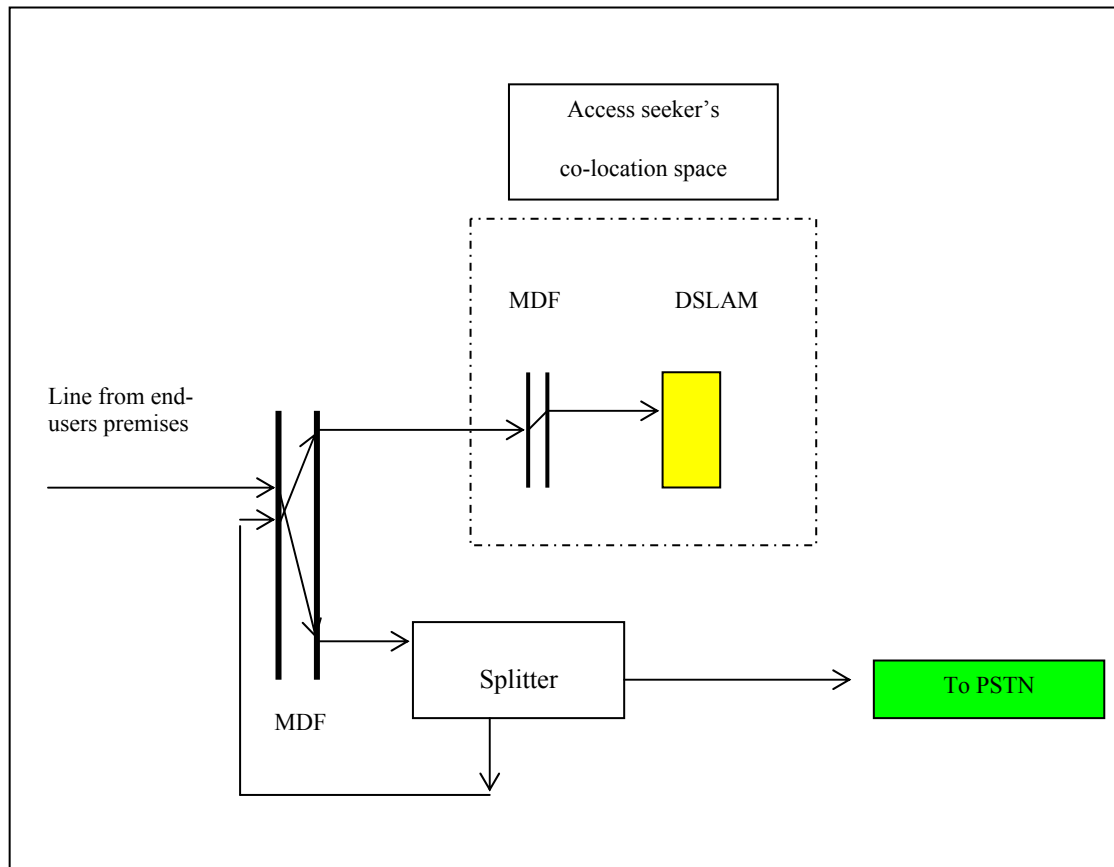 Access seeker’s
co-location space
MDF
DSLAM
Line from end-
users premises
Splitter
To PSTN
MDF